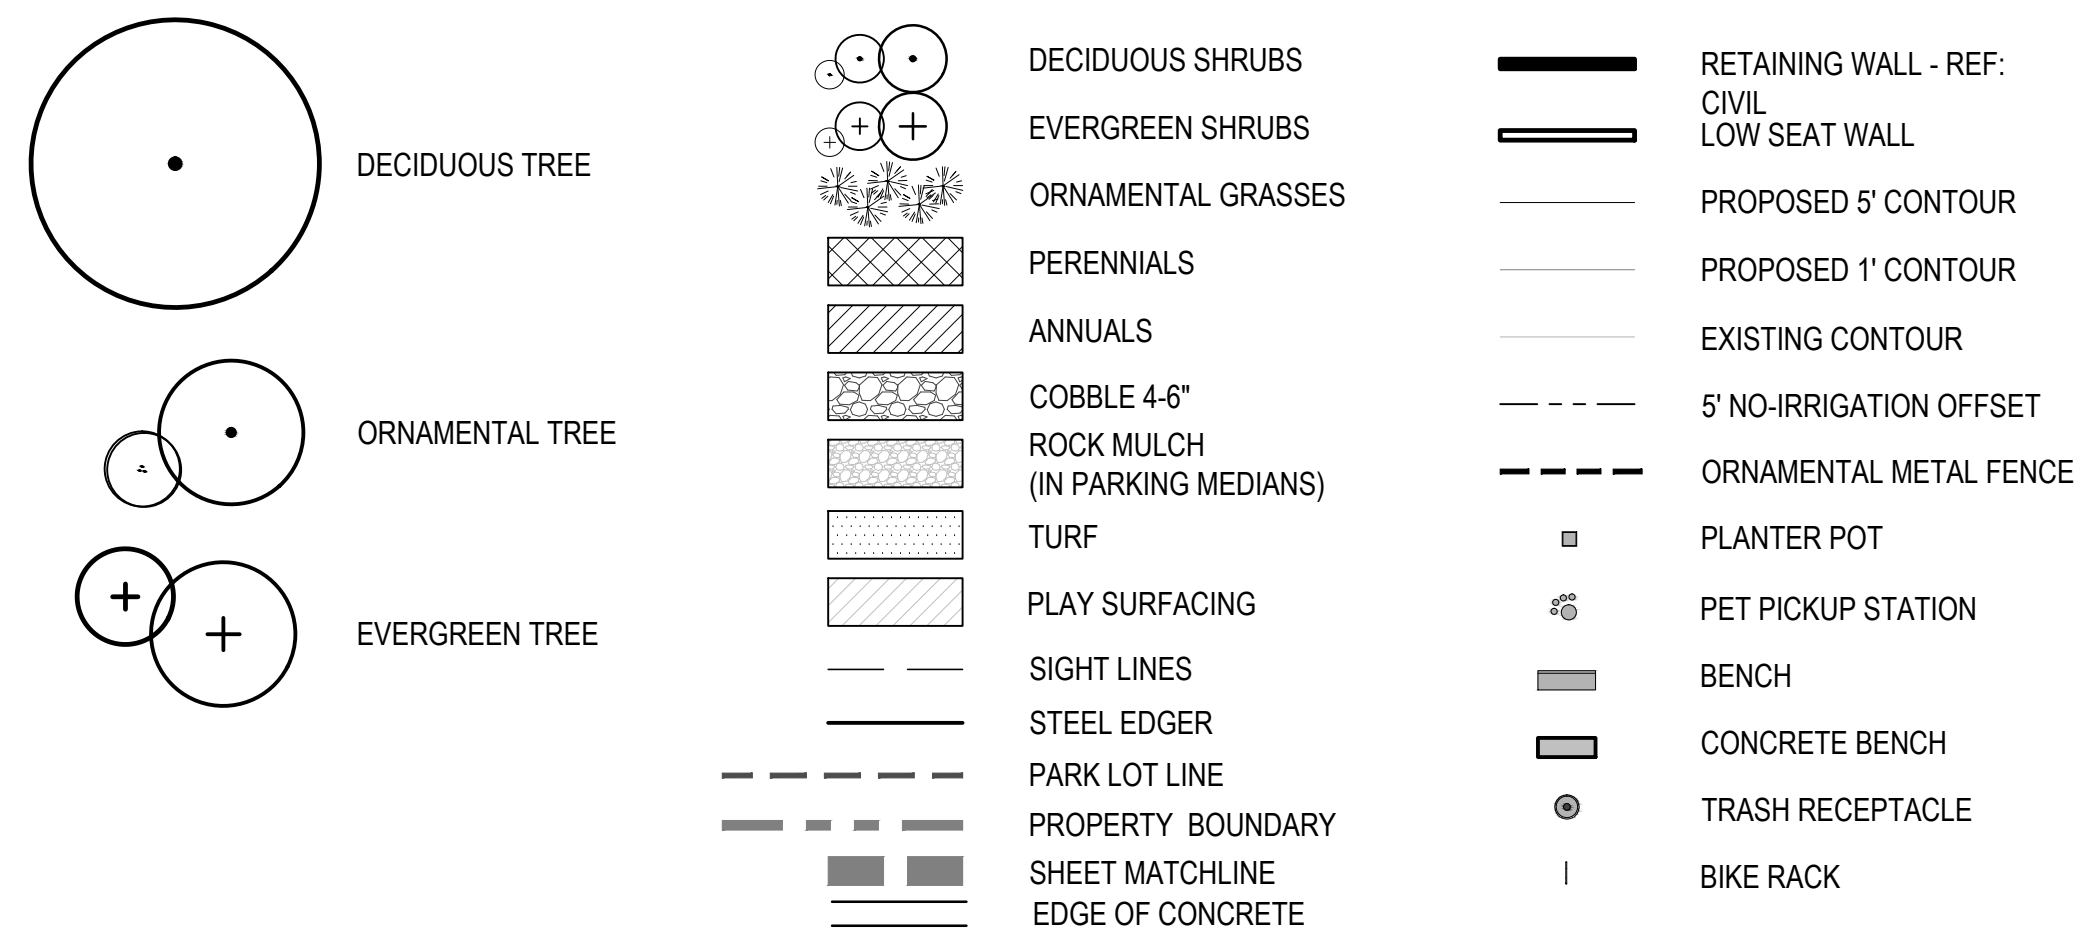 DECIDUOUS TREE
ORNAMENTAL TREE
EVERGREEN TREE
DECIDUOUS SHRUBS
EVERGREEN SHRUBS
ORNAMENTAL GRASSES
PERENNIALS
ANNUALS
COBBLE 4-6"
ROCK MULCH
(IN PARKING MEDIANS)
TURF
PLAY SURFACING
SIGHT LINES
STEEL EDGER
PARK LOT LINE
PROPERTY BOUNDARY
SHEET MATCHLINE
EDGE OF CONCRETE
RETAINING WALL - REF:
CIVIL
LOW SEAT WALL
PROPOSED 5' CONTOUR
PROPOSED 1' CONTOUR
EXISTING CONTOUR
5' NO-IRRIGATION OFFSET
ORNAMENTAL METAL FENCE
PLANTER POT
PET PICKUP STATION
BENCH
CONCRETE BENCH
TRASH RECEPTACLE
BIKE RACK